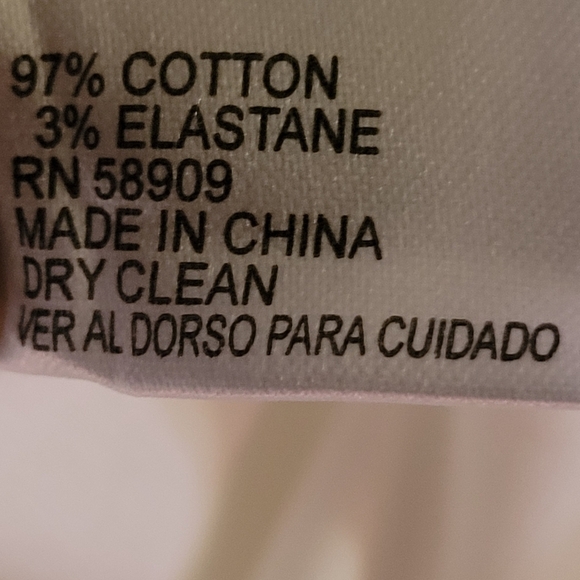 97% COTTON
3% ELASTANE
RN 58909
MADE IN CHINA
DRY CLEAN
VER AL DORSO PARA CUIDADO